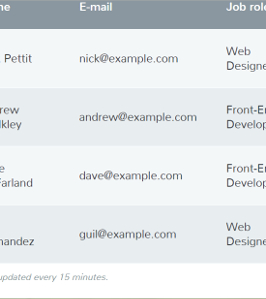 me E-mail Job role
Pettit nick@example.com Web
Designe
rew andrew@example.com Front-En
lkley Develop
e dave@example.com Front-En
Farland Develop
guil@example.com Web
nandez Designe
updated every 15 minutes.